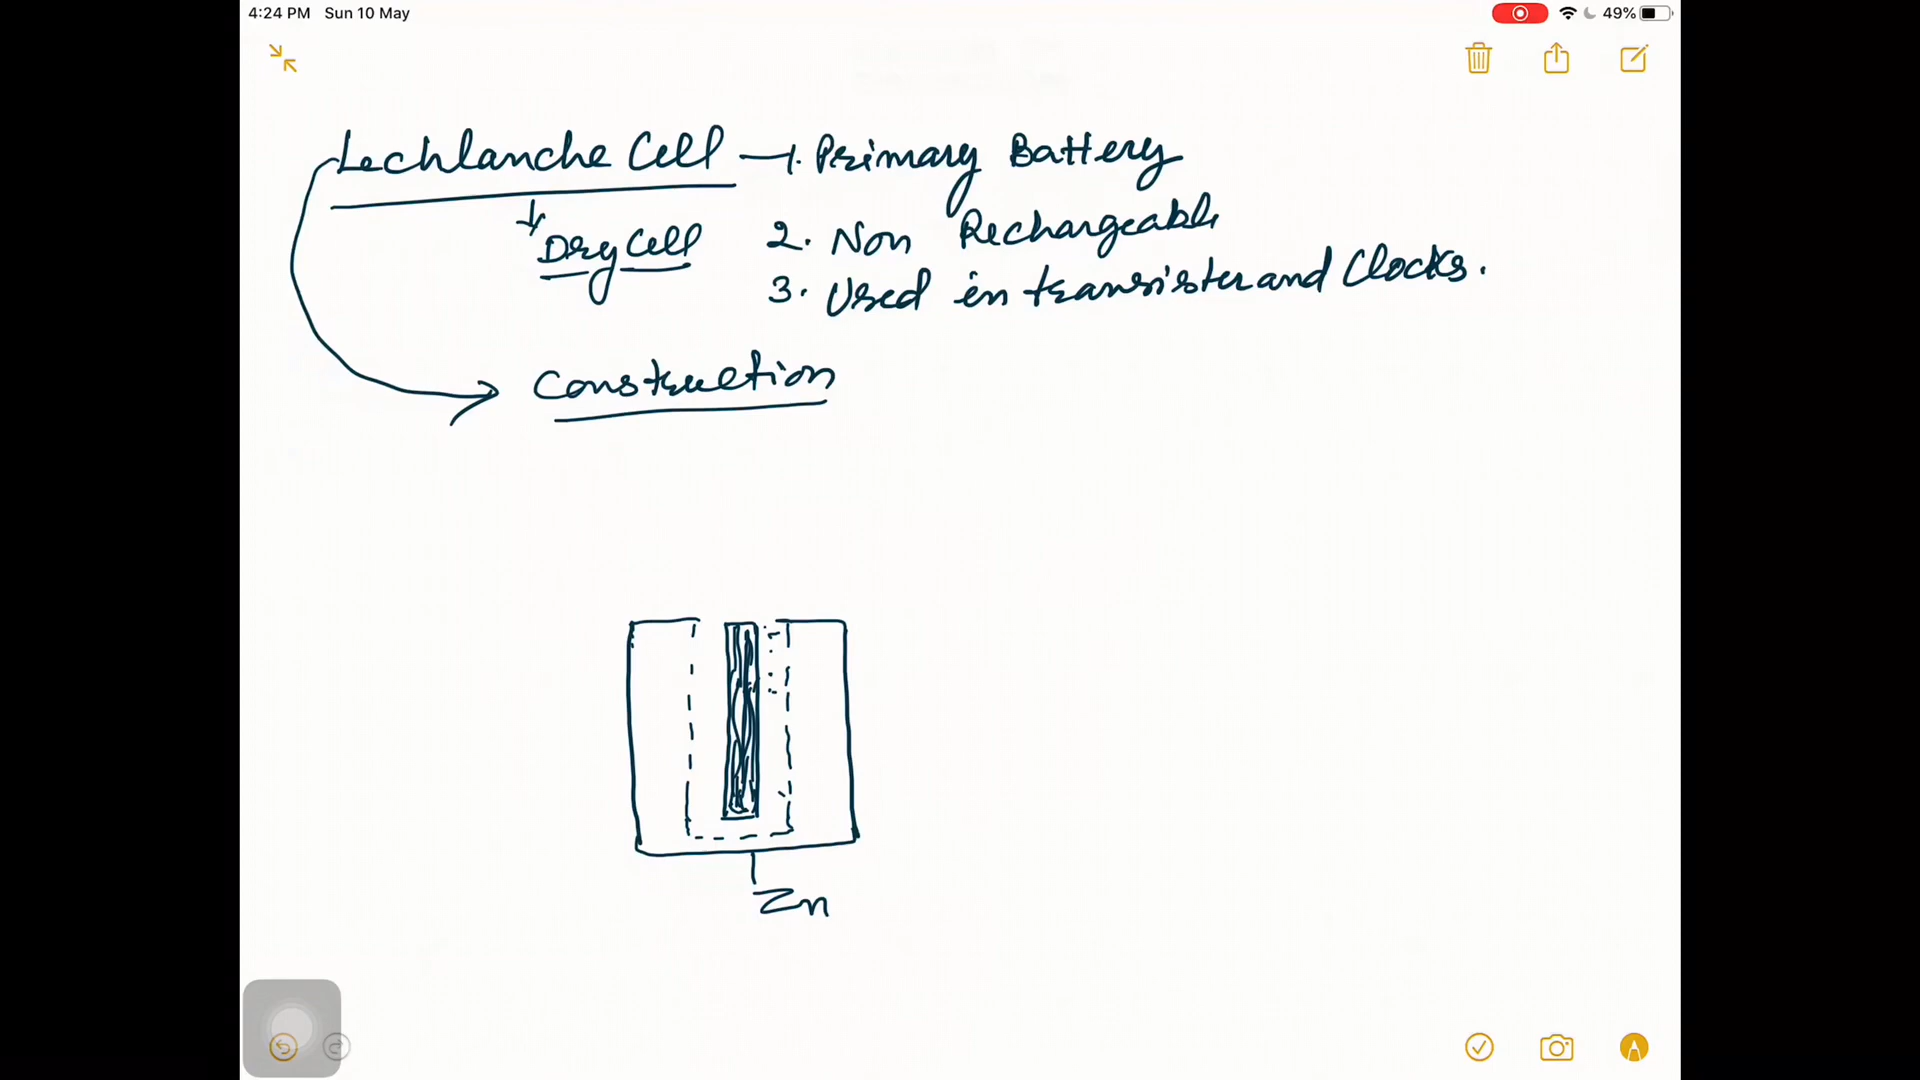 4:24 PM Sun 10 May 49%
Lechlanche Cell — 1. Primary Battery
Dry Cell 2. Non Rechargeable
3. Used in transister and Clocks.
Construction
Zn